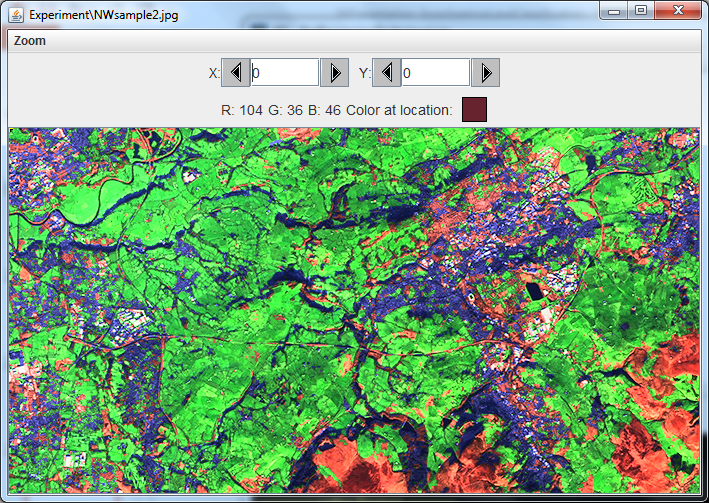 Experiment\NWsample2.jpg
Zoom
X: 0 Y: 0
R: 104 G: 36 B: 46 Color at location: